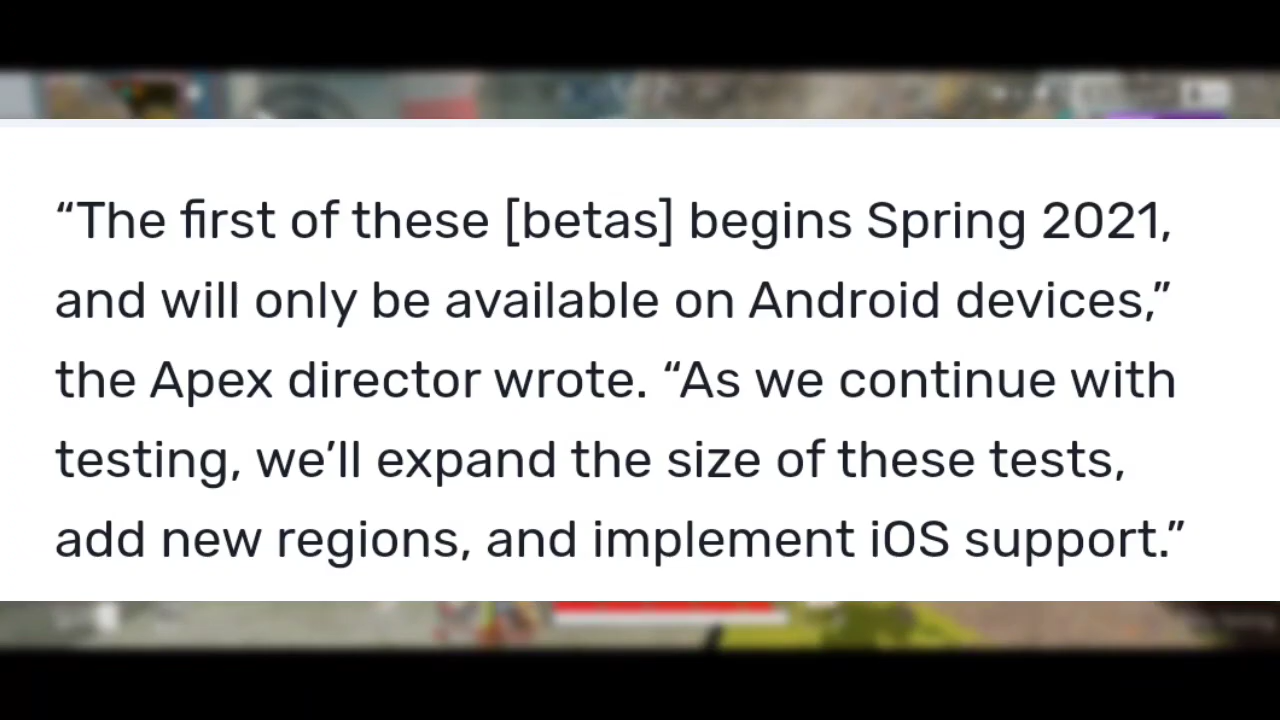 “The first of these [betas] begins Spring 2021,
and will only be available on Android devices,”
the Apex director wrote. “As we continue with
testing, we’ll expand the size of these tests,
add new regions, and implement iOS support.”